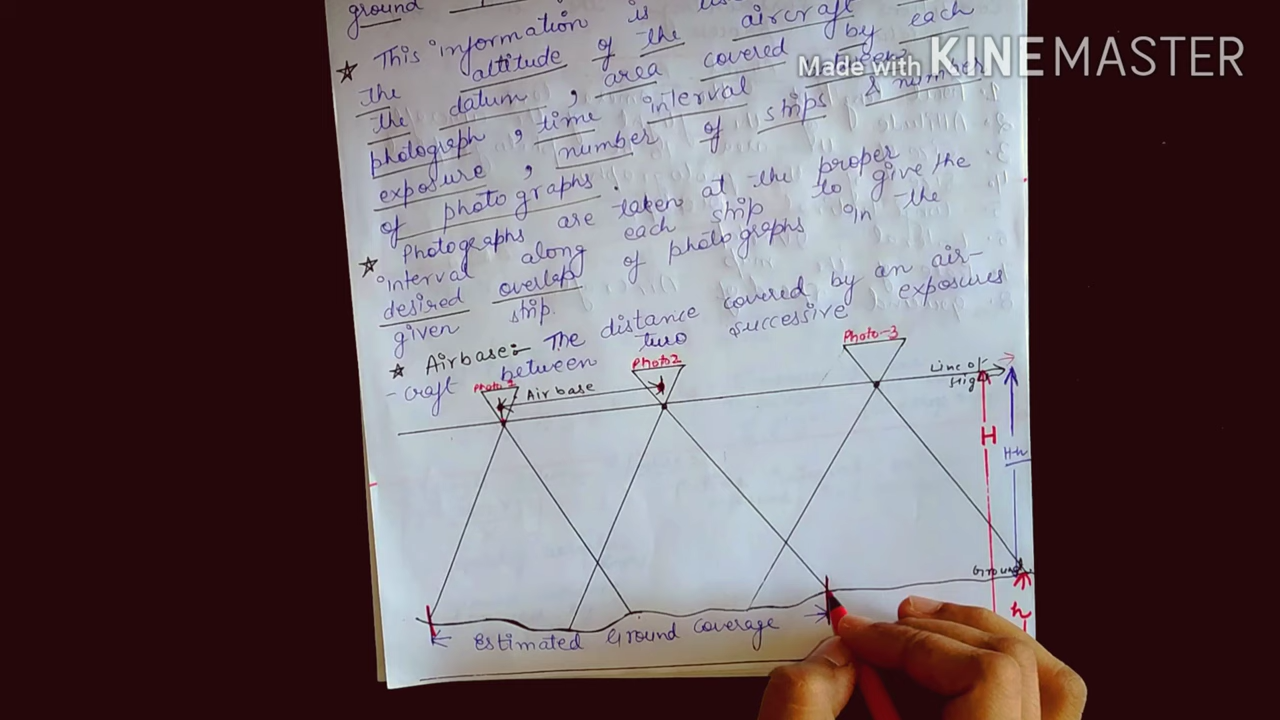 ground
☆ This information is
the altitude of the aircraft
the datum, area covered by each
photograph, time interval
exposure, number of strips & number
of photographs.
☆ Photographs are taken at the proper
interval along each strip to give the
desired overlap of photographs in the
given strip.
☆ Airbase:- The distance covered by an air-
-craft between two successive exposures
Made with KINEMASTER
Photo 2
Photo-3
Air base
Line of
H
H-h
Ground
h
Estimated Ground Coverage